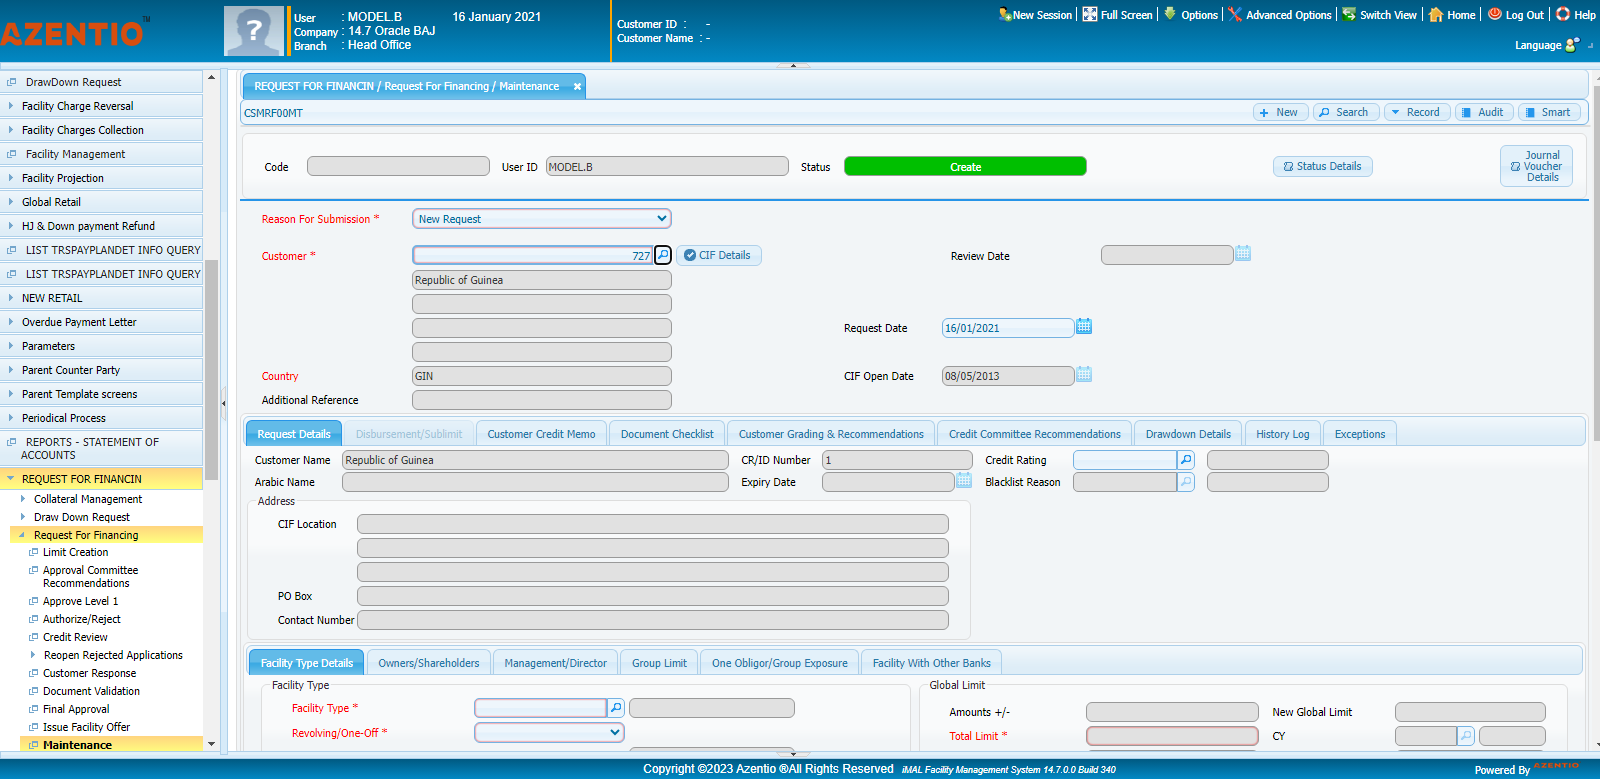 AZENTIO™
User : MODEL.B 16 January 2021
Company : 14.7 Oracle BAJ
Branch : Head Office
Customer ID : -
Customer Name : -
New Session Full Screen Options Advanced Options Switch View Home Log Out Help
Language
DrawDown Request
Facility Charge Reversal
Facility Charges Collection
Facility Management
Facility Projection
Global Retail
HJ & Down payment Refund
LIST TRSPAYPLANDET INFO QUERY
LIST TRSPAYPLANDET INFO QUERY
NEW RETAIL
Overdue Payment Letter
Parameters
Parent Counter Party
Parent Template screens
Periodical Process
REPORTS - STATEMENT OF
ACCOUNTS
REQUEST FOR FINANCIN
Collateral Management
Draw Down Request
Request For Financing
Limit Creation
Approval Committee
Recommendations
Approve Level 1
Authorize/Reject
Credit Review
Reopen Rejected Applications
Customer Response
Document Validation
Final Approval
Issue Facility Offer
Maintenance
REQUEST FOR FINANCIN / Request For Financing / Maintenance
CSMRF00MT
New Search Record Audit Smart
Code User ID MODEL.B Status Create Status Details
Journal
Voucher
Details
Reason For Submission * New Request
Customer * 727 CIF Details Review Date
Republic of Guinea
Request Date 16/01/2021
Country GIN CIF Open Date 08/05/2013
Additional Reference
Request Details Disbursement/Sublimit Customer Credit Memo Document Checklist Customer Grading & Recommendations Credit Committee Recommendations Drawdown Details History Log Exceptions
Customer Name Republic of Guinea CR/ID Number 1 Credit Rating
Arabic Name Expiry Date Blacklist Reason
Address
CIF Location
PO Box
Contact Number
Facility Type Details Owners/Shareholders Management/Director Group Limit One Obligor/Group Exposure Facility With Other Banks
Facility Type Global Limit
Facility Type * Amounts +/- New Global Limit
Revolving/One-Off * Total Limit * CY
Copyright ©2023 Azentio ®All Rights Reserved iMAL Facility Management System 14.7.0.0 Build 340
Powered By AZENTIO